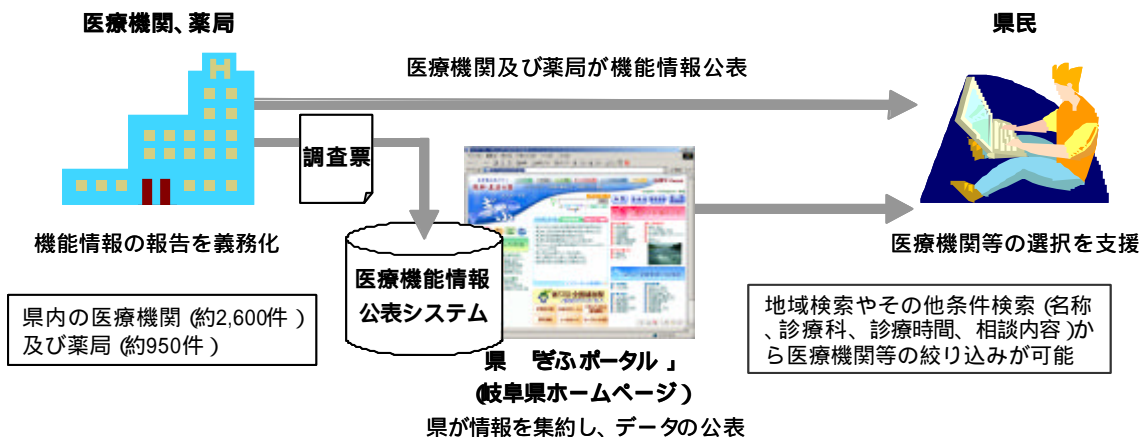 医療機関、薬局
県民
医療機関及び薬局が機能情報公表
H
調査票
機能情報の報告を義務化
医療機関等の選択を支援
医療機能情報
公表システム
県内の医療機関 (約2,600件 )
及び薬局 (約950件 )
地域検索やその他条件検索 (名称
、診療科、診療時間、相談内容 )か
ら医療機関等の絞り込みが可能
県 「ぎふポータル 」
(岐阜県ホームページ )
県が情報を集約し、データの公表